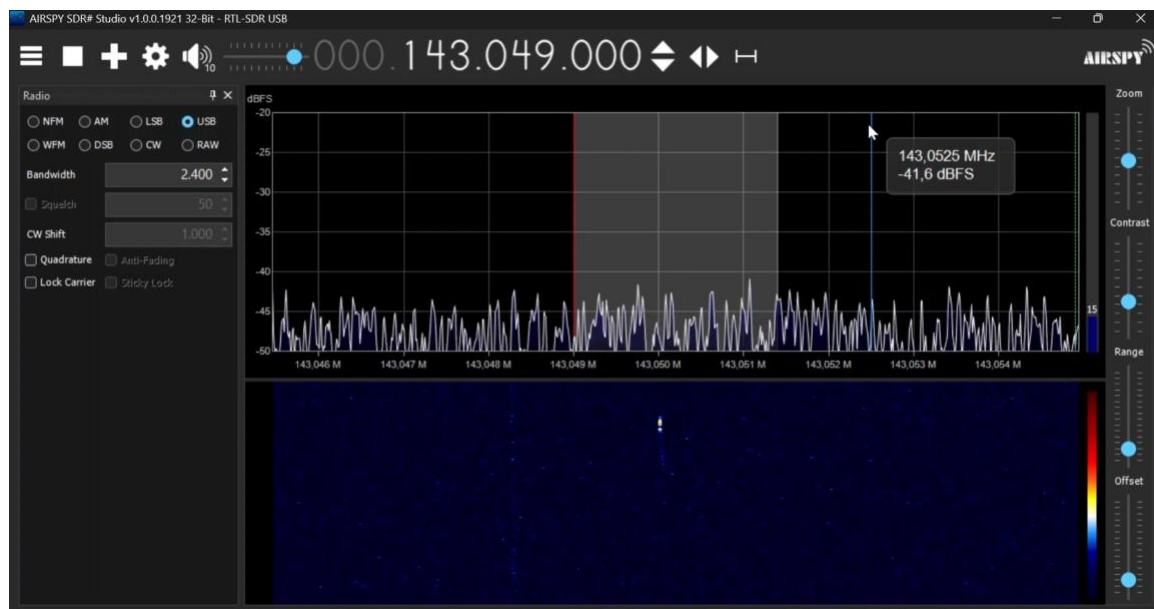 AIRSPY SDR# Studio v1.0.0.1921 32-Bit - RTL-SDR USB
10
000.143.049.000
AIRSPY
Radio
NFM AM LSB USB
WFM DSB CW RAW
Bandwidth 2.400
Squelch 50
CW Shift 1.000
Quadrature Anti-Fading
Lock Carrier Sticky Lock
dBFS
-20
-25
-30
-35
-40
-45
-50
143,0525 MHz
-41,6 dBFS
15
143,046 M 143,047 M 143,048 M 143,049 M 143,050 M 143,051 M 143,052 M 143,053 M 143,054 M
Zoom
Contrast
Range
Offset